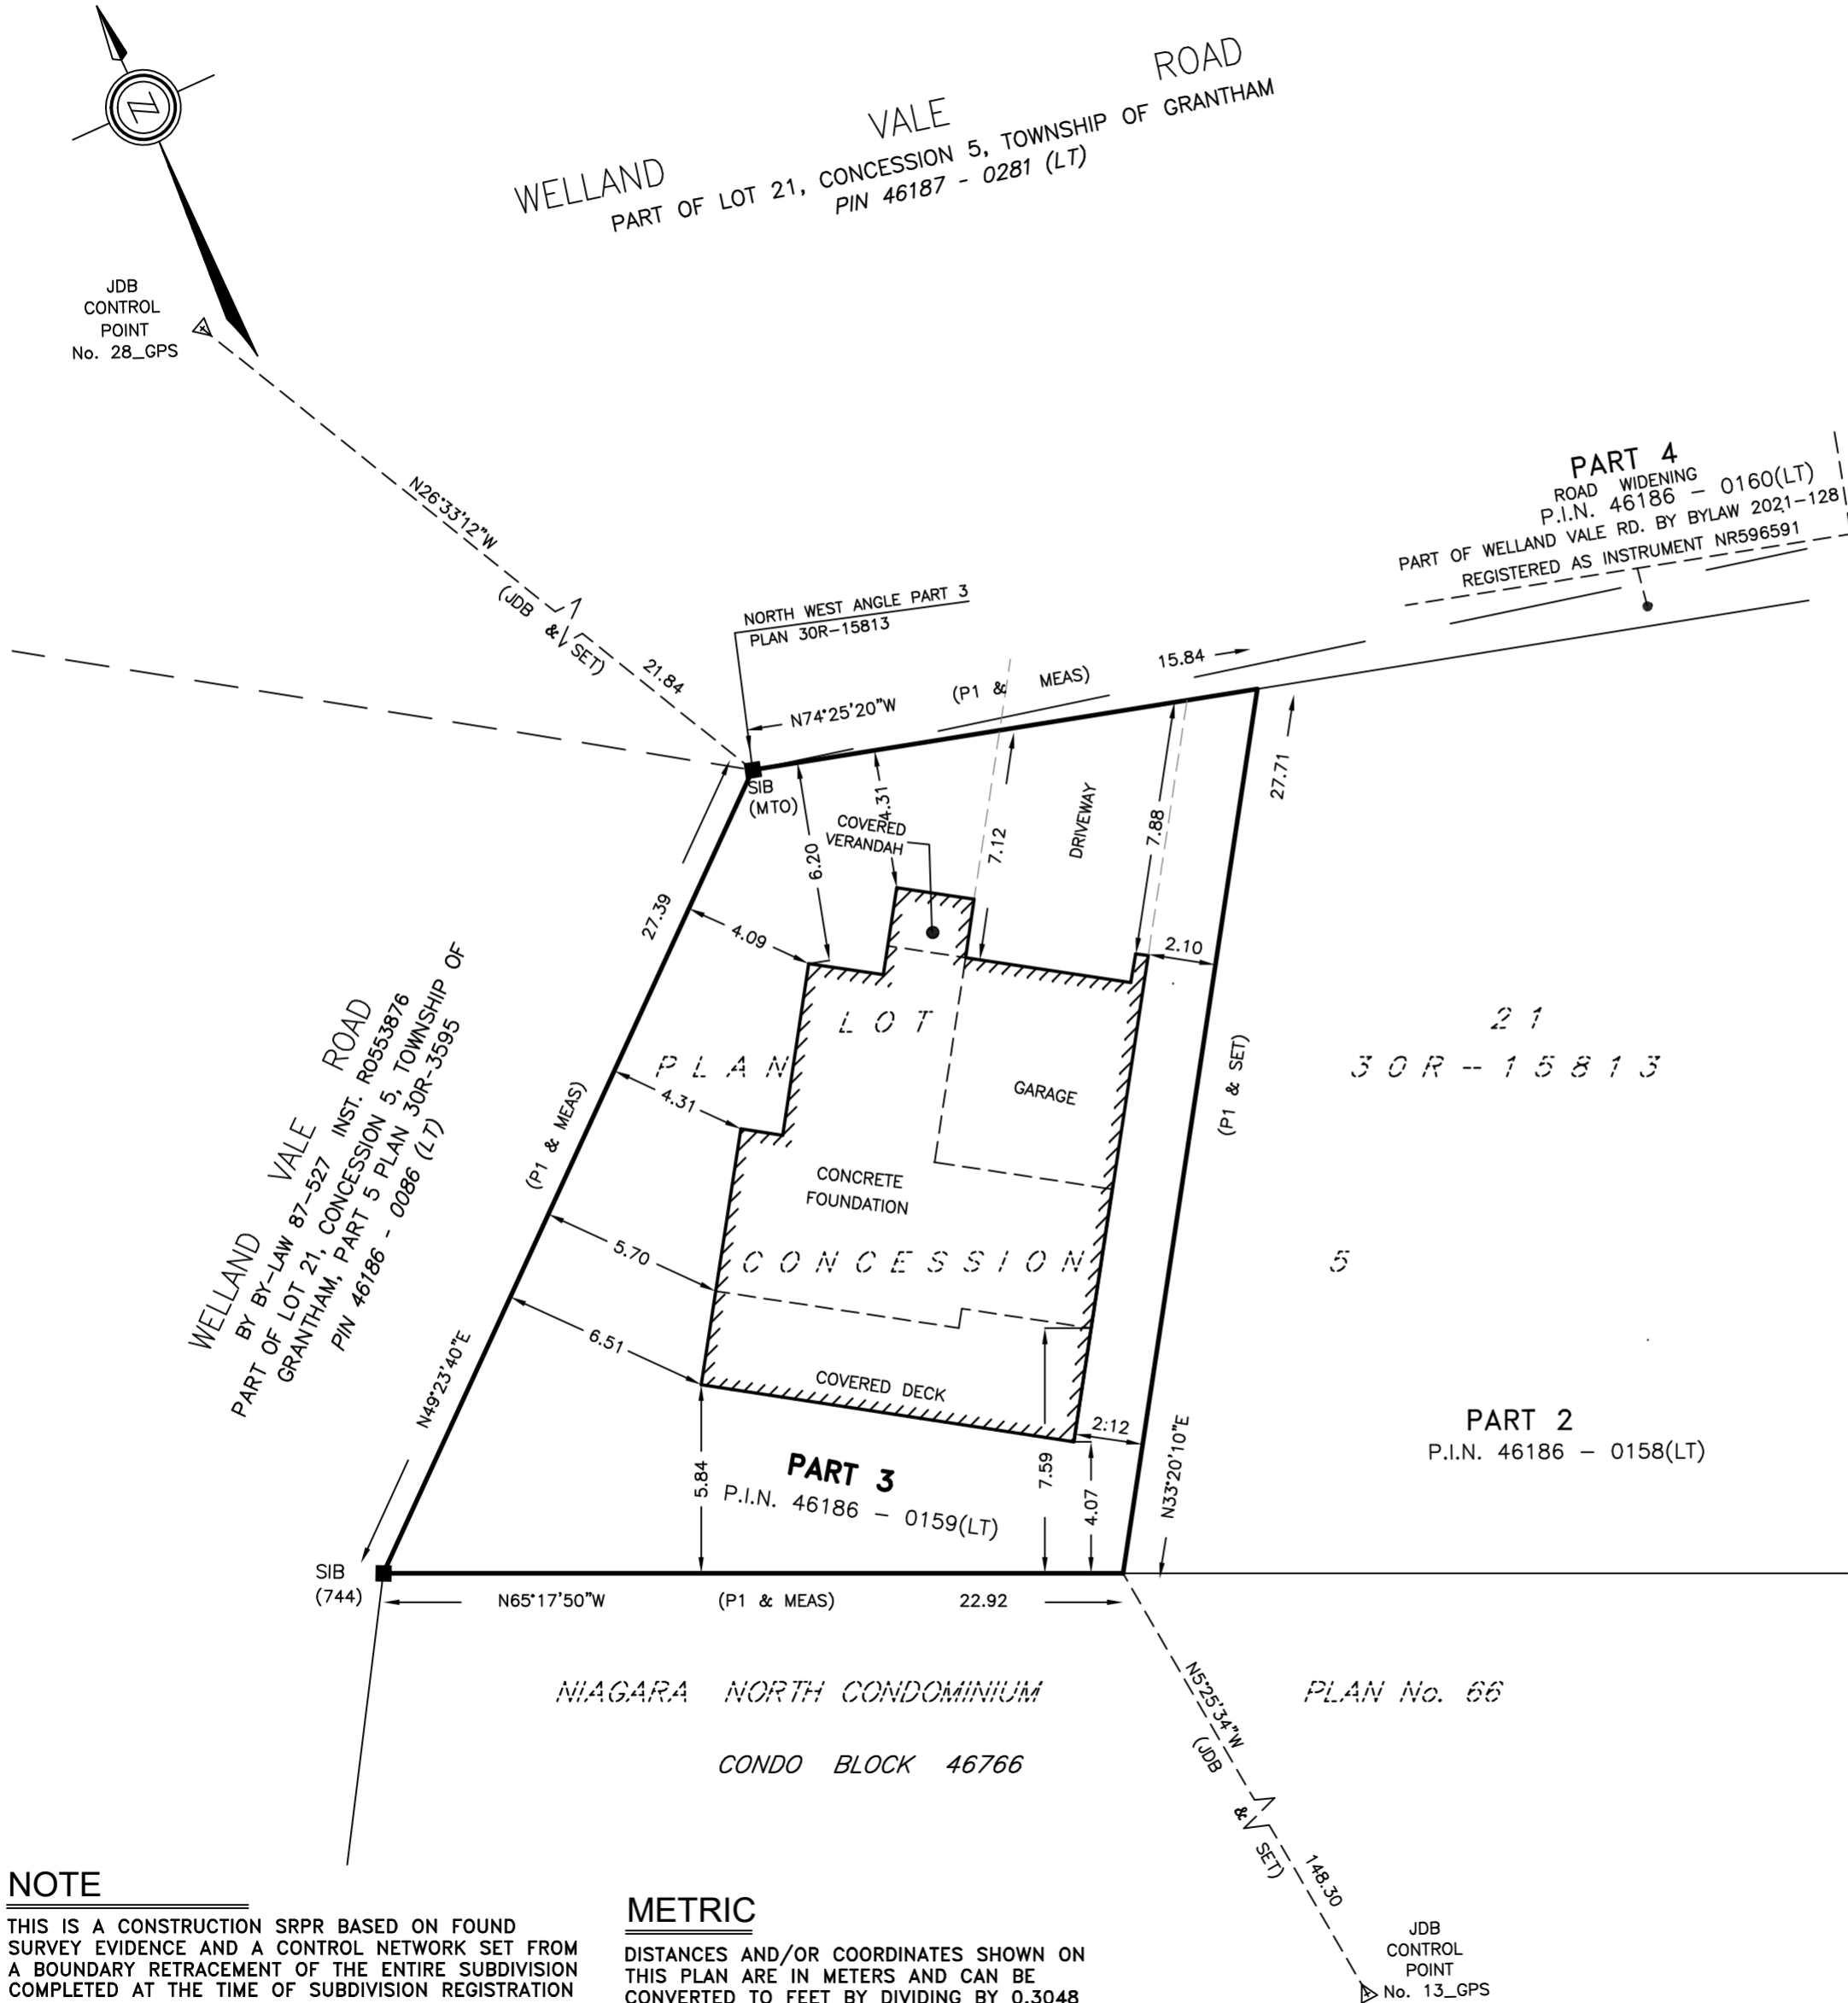 N
WELLAND VALE ROAD
PART OF LOT 21, CONCESSION 5, TOWNSHIP OF GRANTHAM
PIN 46187 - 0281 (LT)
JDB
CONTROL
POINT
No. 28_GPS
N26°33'12"W
(JDB & SET)
21.84
PART 4
ROAD WIDENING
P.I.N. 46186 - 0160(LT)
PART OF WELLAND VALE RD. BY BYLAW 2021-128
REGISTERED AS INSTRUMENT NR596591
NORTH WEST ANGLE PART 3
PLAN 30R-15813
N74°25'20"W
(P1 & MEAS)
15.84
SIB
(MTO)
27.71
4.31
COVERED
VERANDAH
6.20
7.12
DRIVEWAY
7.88
27.39
4.09
2.10
LOT
21
PLAN
30R--15813
4.31
GARAGE
(P1 & SET)
(P1 & MEAS)
CONCRETE
FOUNDATION
WELLAND VALE ROAD
BY BY-LAW 87-527 INST. RO553876
PART OF LOT 21, CONCESSION 5, TOWNSHIP OF
GRANTHAM, PART 5 PLAN 30R-3595
PIN 46186 - 0086 (LT)
5.70
CONCESSION
5
6.51
N49°23'40"E
COVERED DECK
2:12
PART 2
P.I.N. 46186 - 0158(LT)
5.84
PART 3
P.I.N. 46186 - 0159(LT)
7.59
4.07
N33°20'10"E
SIB
(744)
N65°17'50"W
(P1 & MEAS)
22.92
NIAGARA NORTH CONDOMINIUM
PLAN No. 66
N5°25'34"W
(JDB & SET)
148.30
CONDO BLOCK 46766
JDB
CONTROL
POINT
No. 13_GPS
NOTE
THIS IS A CONSTRUCTION SRPR BASED ON FOUND
SURVEY EVIDENCE AND A CONTROL NETWORK SET FROM
A BOUNDARY RETRACEMENT OF THE ENTIRE SUBDIVISION
COMPLETED AT THE TIME OF SUBDIVISION REGISTRATION
METRIC
DISTANCES AND/OR COORDINATES SHOWN ON
THIS PLAN ARE IN METERS AND CAN BE
CONVERTED TO FEET BY DIVIDING BY 0.3048